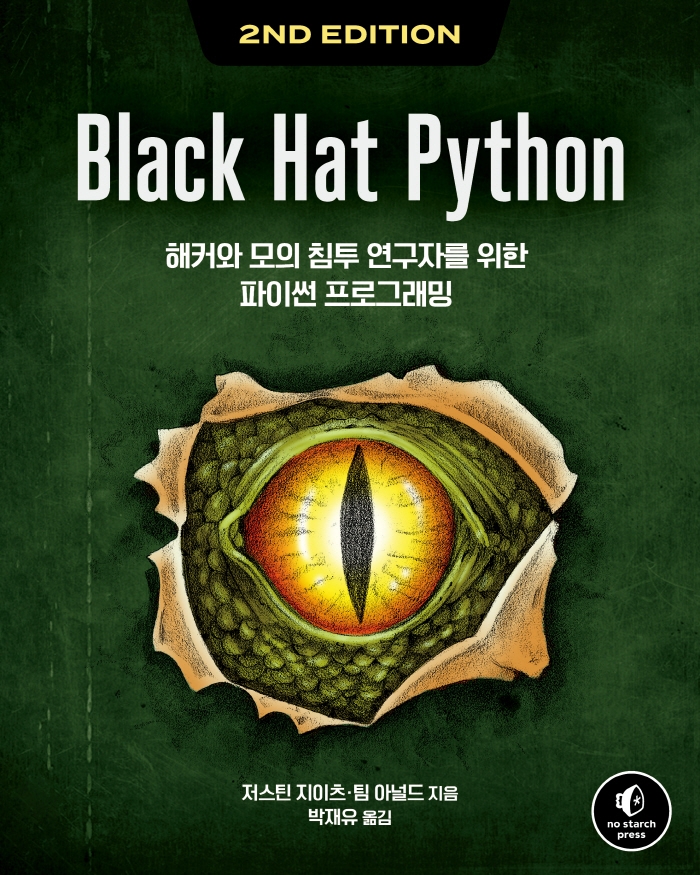 2ND EDITION
Black Hat Python
해커와 모의 침투 연구자를 위한
파이썬 프로그래밍
저스틴 지이츠·팀 아널드 지음
박재유 옮김
no starch
press